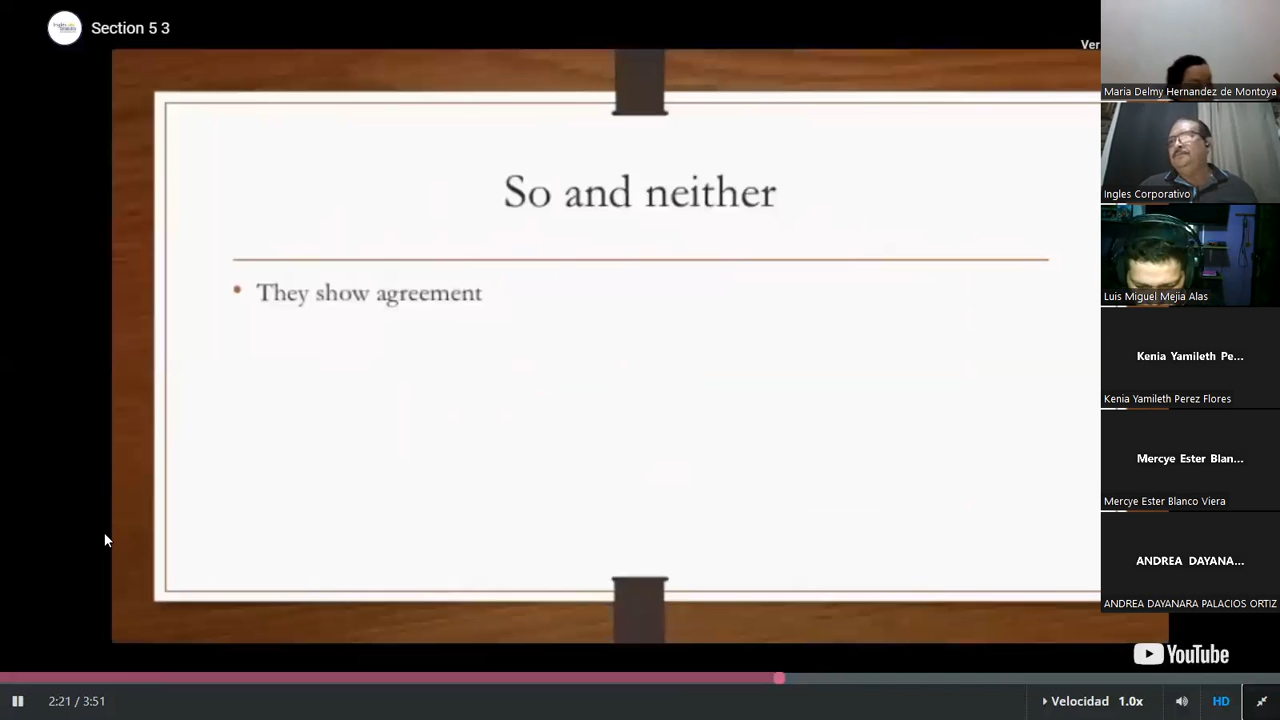 Section 5 3
Ver
So and neither
• They show agreement
Maria Delmy Hernandez de Montoya
Ingles Corporativo
Luis Miguel Mejia Alas
Kenia Yamileth Pe...
Kenia Yamileth Perez Flores
Mercye Ester Blan...
Mercye Ester Blanco Viera
ANDREA DAYANA...
ANDREA DAYANARA PALACIOS ORTIZ
YouTube
2:21 / 3:51
Velocidad 1.0x
HD